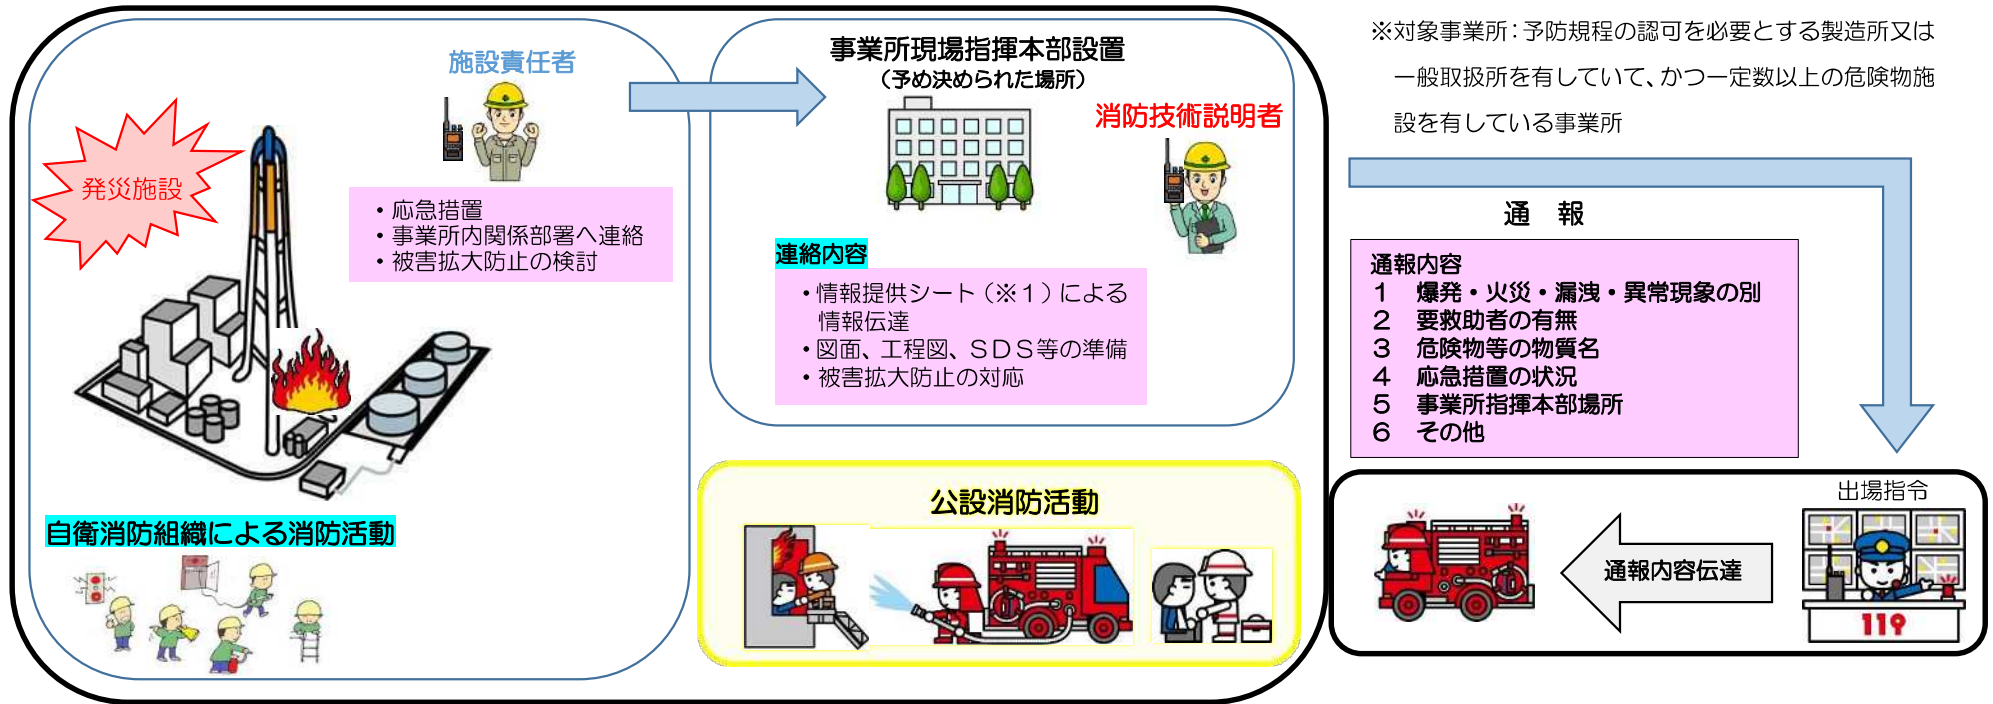 発災施設
施設責任者
・応急措置
・事業所内関係部署へ連絡
・被害拡大防止の検討
自衛消防組織による消防活動
事業所現場指揮本部設置
（予め決められた場所）
消防技術説明者
連絡内容
・情報提供シート（※１）による
情報伝達
・図面、工程図、ＳＤＳ等の準備
・被害拡大防止の対応
公設消防活動
※対象事業所：予防規程の認可を必要とする製造所又は
一般取扱所を有していて、かつ一定数以上の危険物施
設を有している事業所
通　報
通報内容
１　爆発・火災・漏洩・異常現象の別
２　要救助者の有無
３　危険物等の物質名
４　応急措置の状況
５　事業所指揮本部場所
６　その他
出場指令
通報内容伝達
119